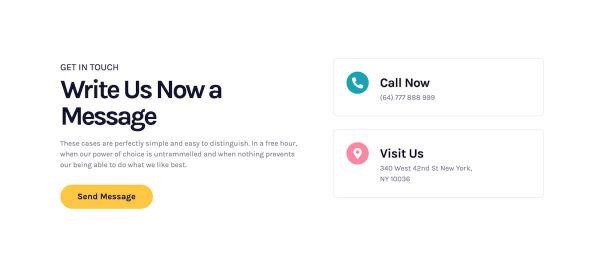 GET IN TOUCH
Write Us Now a
Message
These cases are perfectly simple and easy to distinguish. In a free hour,
when our power of choice is untrammelled and when nothing prevents
our being able to do what we like best.
Send Message
Call Now
(64) 777 888 999
Visit Us
340 West 42nd St New York,
NY 10036